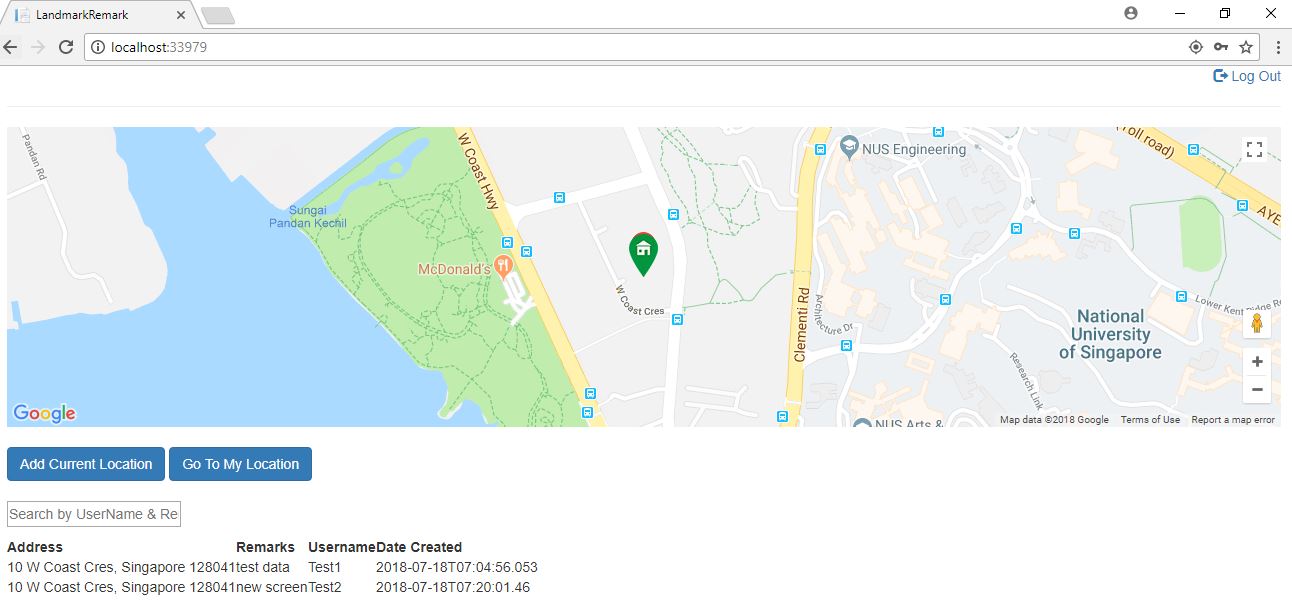 LandmarkRemark
localhost:33979
Log Out
Pandan Rd
Sungai
Pandan Kechil
W Coast Hwy
McDonald's
W Coast Cres
Clementi Rd
Architecture Dr
NUS Engineering
(Toll road)
AYE
National
University
of Singapore
Research Link
NUS Arts &
Google
Map data ©2018 Google Terms of Use Report a map error
Add Current Location Go To My Location
Search by UserName & Re
Address Remarks Username Date Created
10 W Coast Cres, Singapore 128041 test data Test1 2018-07-18T07:04:56.053
10 W Coast Cres, Singapore 128041 new screen Test2 2018-07-18T07:20:01.46